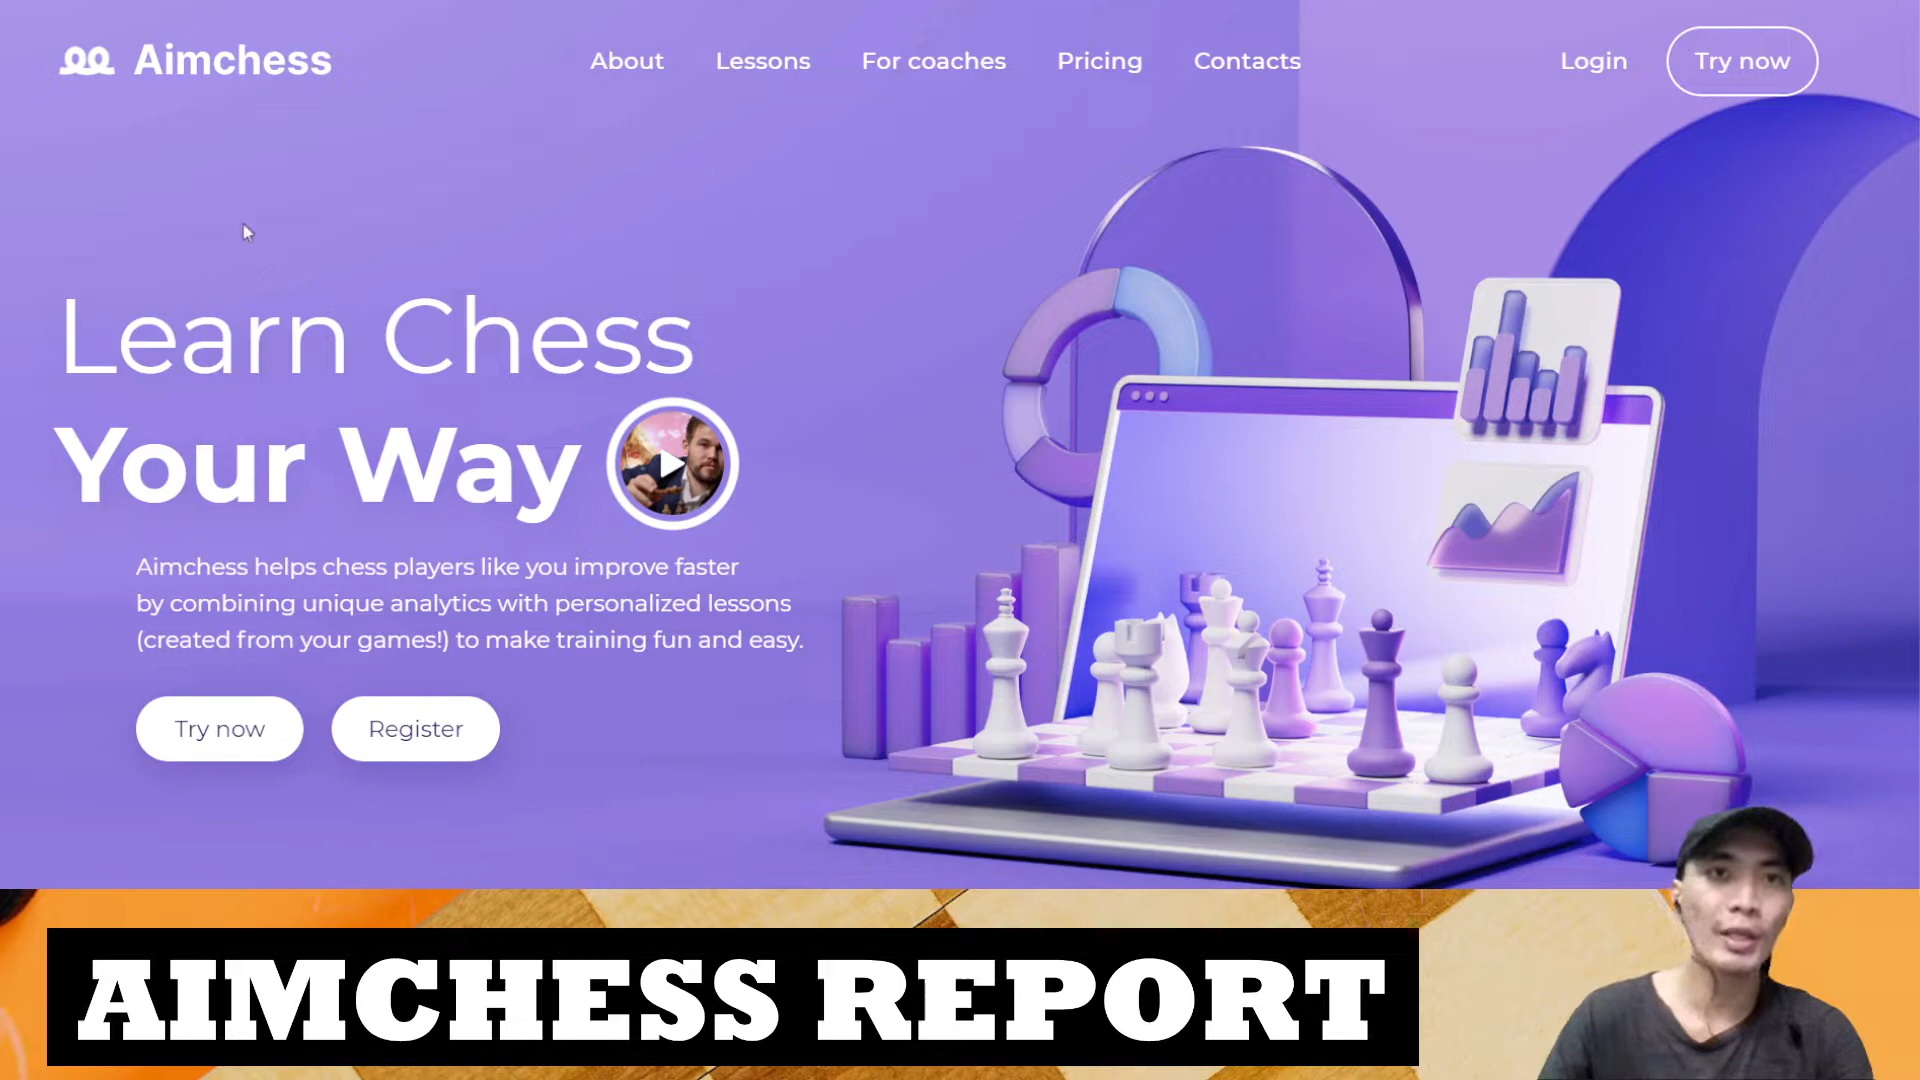 Aimchess
About
Lessons
For coaches
Pricing
Contacts
Login
Try now
Learn Chess
Your Way
Aimchess helps chess players like you improve faster
by combining unique analytics with personalized lessons
(created from your games!) to make training fun and easy.
Try now
Register
AIMCHESS REPORT